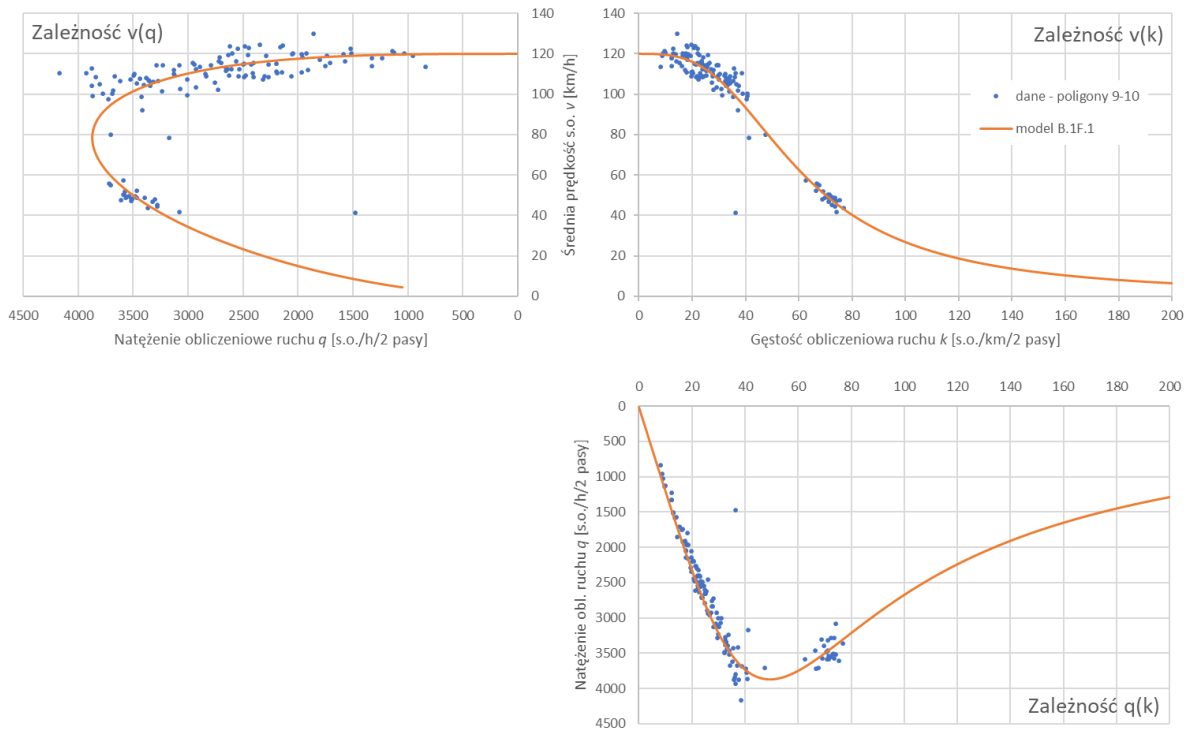 Zależność v(q)
140
120
100
80
60
40
20
0
Średnia prędkość s.o. v [km/h]
4500 4000 3500 3000 2500 2000 1500 1000 500 0
Natężenie obliczeniowe ruchu q [s.o./h/2 pasy]
Zależność v(k)
140
120
100
80
60
40
20
0
dane - poligony 9-10
model B.1F.1
0 20 40 60 80 100 120 140 160 180 200
Gęstość obliczeniowa ruchu k [s.o./km/2 pasy]
0 20 40 60 80 100 120 140 160 180 200
0
500
1000
1500
2000
2500
3000
3500
4000
4500
Natężenie obl. ruchu q [s.o./h/2 pasy]
Zależność q(k)